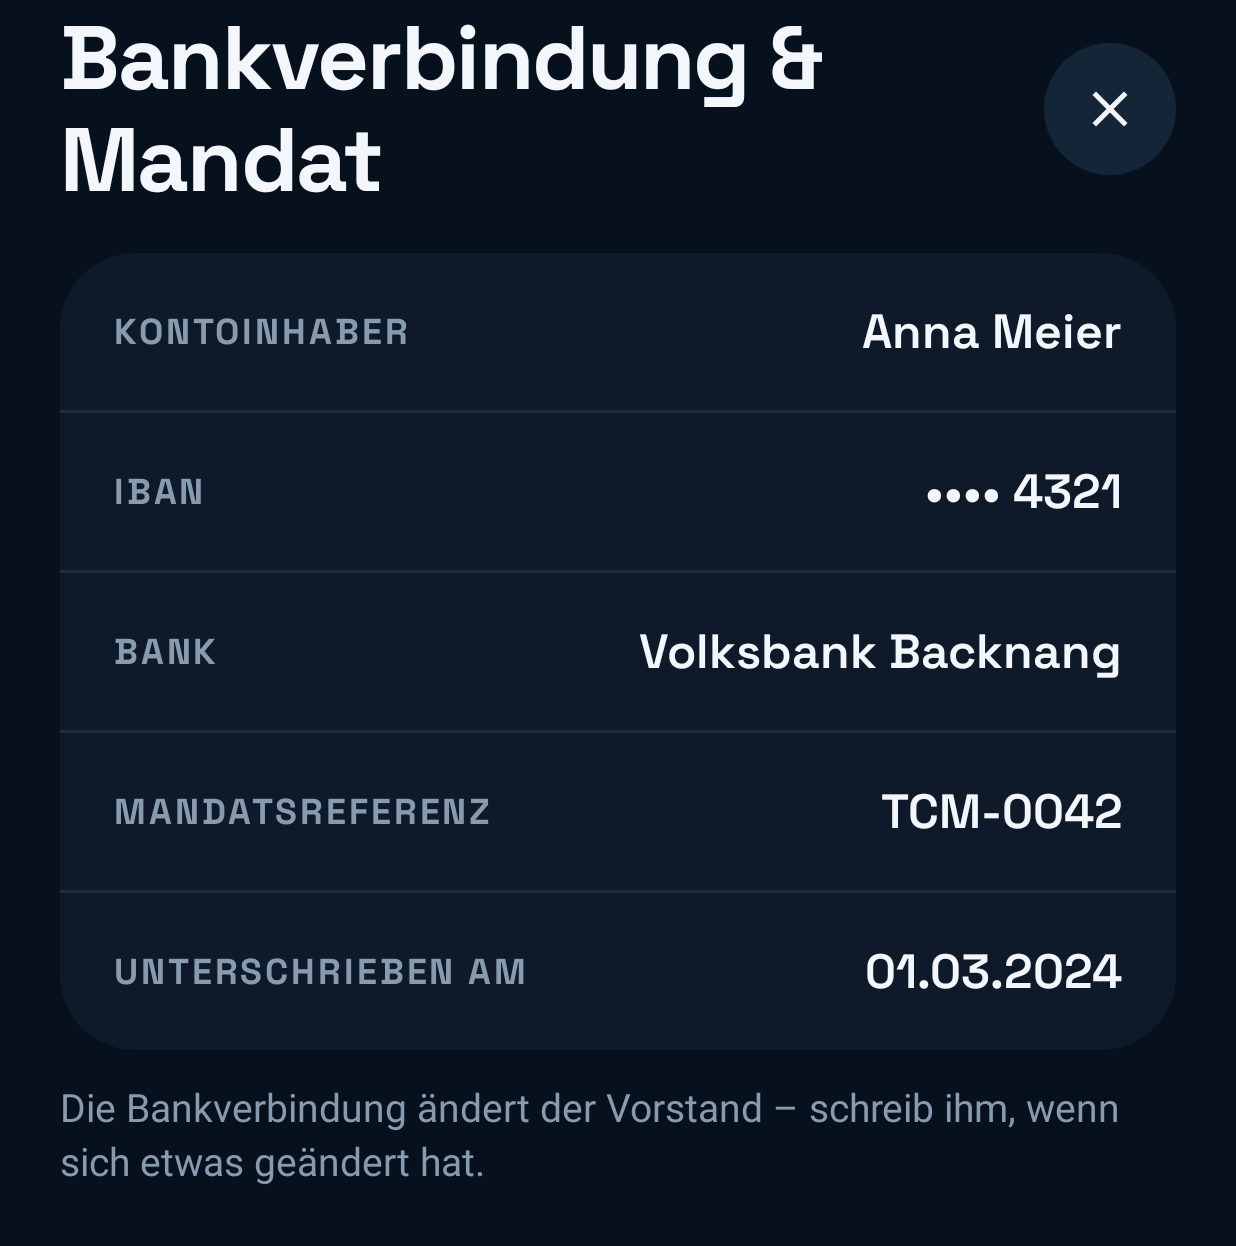 Bankverbindung &
Mandat
KONTOINHABER Anna Meier
IBAN •••• 4321
BANK Volksbank Backnang
MANDATSREFERENZ TCM-0042
UNTERSCHRIEBEN AM 01.03.2024
Die Bankverbindung ändert der Vorstand – schreib ihm, wenn
sich etwas geändert hat.